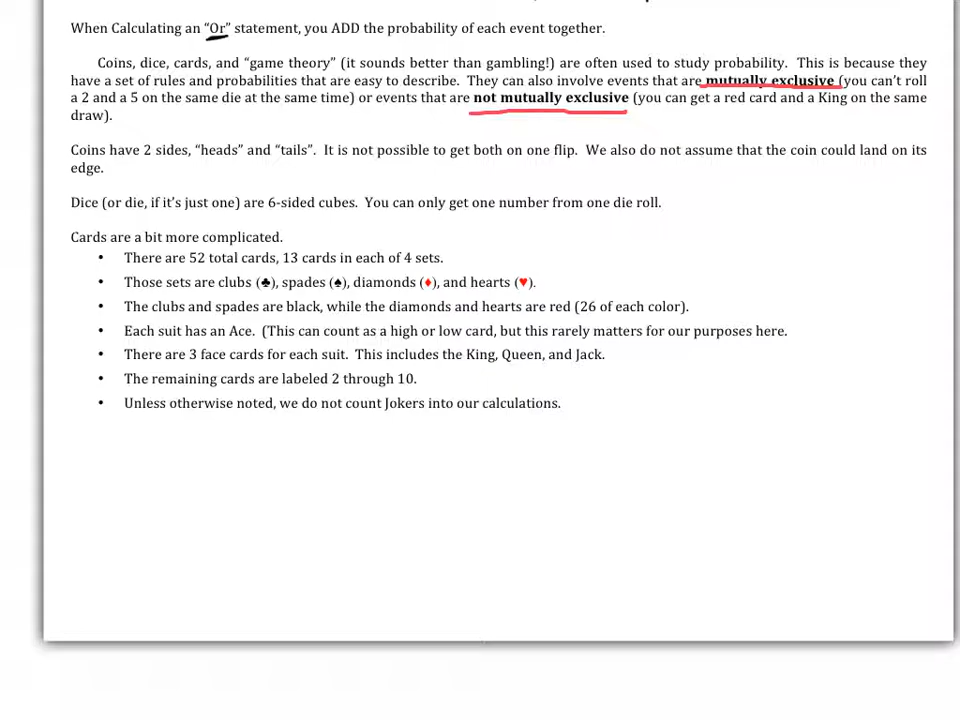 When Calculating an “Or” statement, you ADD the probability of each event together.
Coins, dice, cards, and “game theory” (it sounds better than gambling!) are often used to study probability. This is because they
have a set of rules and probabilities that are easy to describe. They can also involve events that are mutually exclusive (you can’t roll
a 2 and a 5 on the same die at the same time) or events that are not mutually exclusive (you can get a red card and a King on the same
draw).
Coins have 2 sides, “heads” and “tails”. It is not possible to get both on one flip. We also do not assume that the coin could land on its
edge.
Dice (or die, if it’s just one) are 6-sided cubes. You can only get one number from one die roll.
Cards are a bit more complicated.
• There are 52 total cards, 13 cards in each of 4 sets.
• Those sets are clubs (♣), spades (♠), diamonds (♦), and hearts (♥).
• The clubs and spades are black, while the diamonds and hearts are red (26 of each color).
• Each suit has an Ace. (This can count as a high or low card, but this rarely matters for our purposes here.
• There are 3 face cards for each suit. This includes the King, Queen, and Jack.
• The remaining cards are labeled 2 through 10.
• Unless otherwise noted, we do not count Jokers into our calculations.